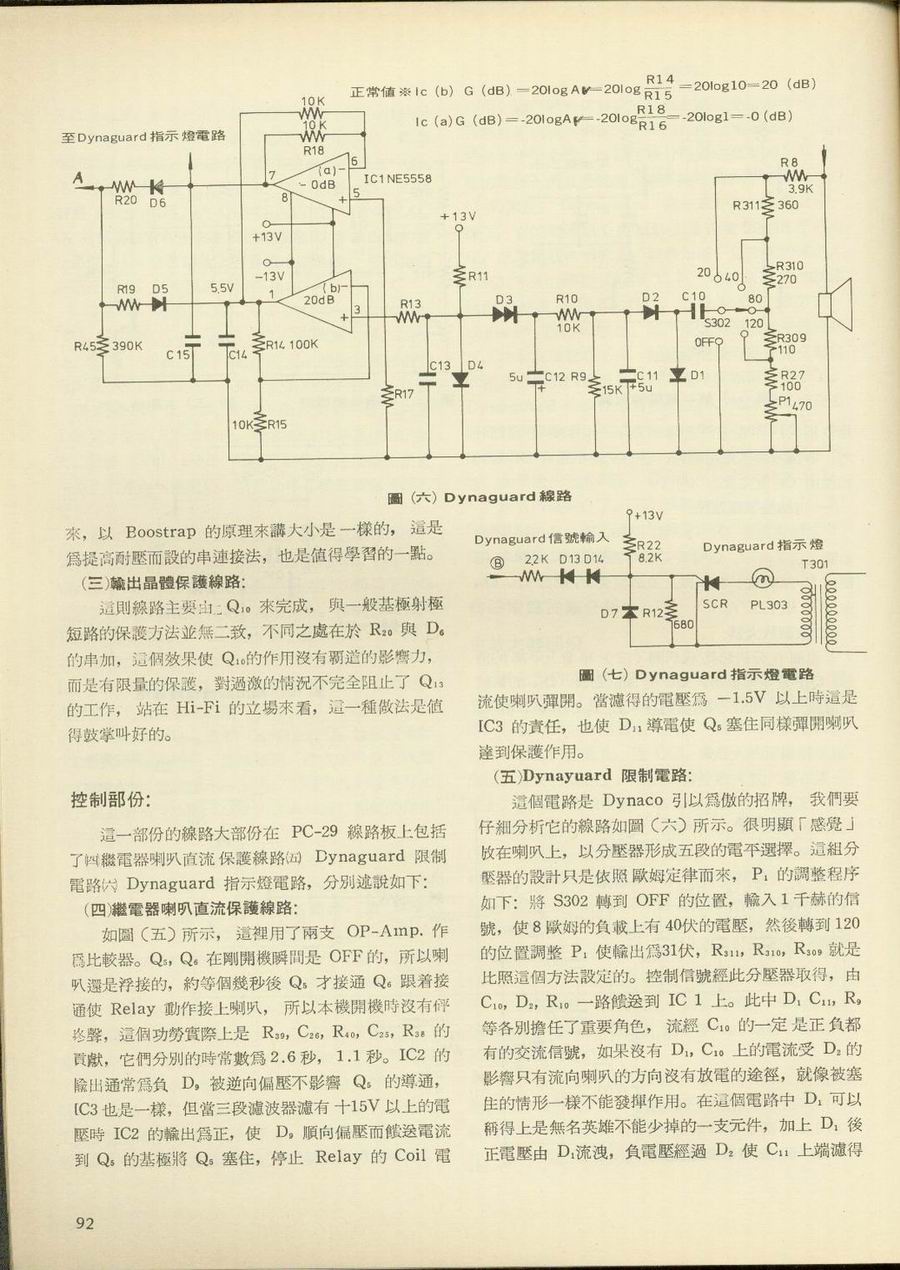 正常值※Ic (b) G (dB) =20logAv=20log R14/R15 =20log10=20 (dB)
Ic (a) G (dB) =-20logAv=-20log R18/R16 =-20log1=-0 (dB)
至Dynaguard指示燈電路
10K
10K
R18
A
R20
D6
7
(a)
-0dB
6
5
8
IC1 NE5558
+13V
-13V
+13V
R8
3.9K
R311
360
20
40
R310
270
R19
D5
5,5V
1
(b)
20dB
3
R13
R11
D3
R10
10K
D2
C10
80
S302
120
OFF
R309
110
R45
390K
C15
C14
R14 100K
C13
D4
5u
C12
R9
15K
C11
+5u
D1
R27
100
P1
470
R17
10K
R15
圖 (六) Dynaguard 線路
來，以 Boostrap 的原理來講大小是一樣的，這是
爲提高耐壓而設的串連接法，也是值得學習的一點。
(三)輸出晶體保護線路：
這則線路主要由 Q₁₀ 來完成，與一般基極射極
短路的保護方法並無二致，不同之處在於 R₂₀ 與 D₆
的串加，這個效果使 Q₁₀的作用沒有覇道的影響力，
而是有限量的保護，對過激的情況不完全阻止了 Q₁₃
的工作，站在 Hi-Fi 的立場來看，這一種做法是值
得鼓掌叫好的。
控制部份：
這一部份的線路大部份在 PC-29 線路板上包括
了㈣繼電器喇叭直流保護線路㈤ Dynaguard 限制
電路㈥ Dynaguard 指示燈電路，分別述說如下：
(四)繼電器喇叭直流保護線路：
如圖（五）所示，這裡用了兩支 OP-Amp. 作
爲比較器。Q₅, Q₆ 在剛開機瞬間是 OFF的，所以喇
叭還是浮接的，約等個幾秒後 Q₅ 才接通 Q₆ 跟着接
通使 Relay 動作接上喇叭，所以本機開機時沒有砰
聲，這個功勞實際上是 R₃₉, C₂₆, R₄₀, C₂₅, R₃₈ 的
貢獻，它們分別的時常數爲 2.6 秒，1.1 秒。IC2 的
輸出通常爲負 D₉ 被逆向偏壓不影響 Q₅ 的導通，
IC3也是一樣，但當三段濾波器濾有 +15V 以上的電
壓時 IC2 的輸出爲正，使 D₉ 順向偏壓而饋送電流
到 Q₅ 的基極將 Q₅ 塞住，停止 Relay 的 Coil 電
Dynaguard信號輸入
Ⓑ
2,2K
D13 D14
+13V
R22
8.2K
Dynaguard 指示燈
T301
SCR
PL303
D7
R12
680
圖 (七) Dynaguard指示燈電路
流使喇叭彈開。當濾得的電壓爲 −1.5V 以上時這是
IC3 的責任，也使 D₁₁ 導電使 Q₅ 塞住同樣彈開喇叭
達到保護作用。
(五)Dynayuard 限制電路：
這個電路是 Dynaco 引以爲傲的招牌，我們要
仔細分析它的線路如圖（六）所示。很明顯「感覺」
放在喇叭上，以分壓器形成五段的電平選擇。這組分
壓器的設計只是依照歐姆定律而來，P₁ 的調整程序
如下：將 S302 轉到 OFF 的位置，輸入 1 千赫的信
號，使 8 歐姆的負載上有 40伏的電壓，然後轉到 120
的位置調整 P₁ 使輸出爲31伏，R₃₁₁, R₃₁₀, R₃₀₉ 就是
比照這個方法設定的。控制信號經此分壓器取得，由
C₁₀, D₂, R₁₀ 一路饋送到 IC 1 上。此中 D₁ C₁₁, R₉
等各別擔任了重要角色，流經 C₁₀ 的一定是正負都
有的交流信號，如果沒有 D₁, C₁₀ 上的電流受 D₂ 的
影響只有流向喇叭的方向沒有放電的途徑，就像被塞
住的情形一樣不能發揮作用。在這個電路中 D₁ 可以
稱得上是無名英雄不能少掉的一支元件，加上 D₁ 後
正電壓由 D₁流洩，負電壓經過 D₂ 使 C₁₁ 上端濾得
92